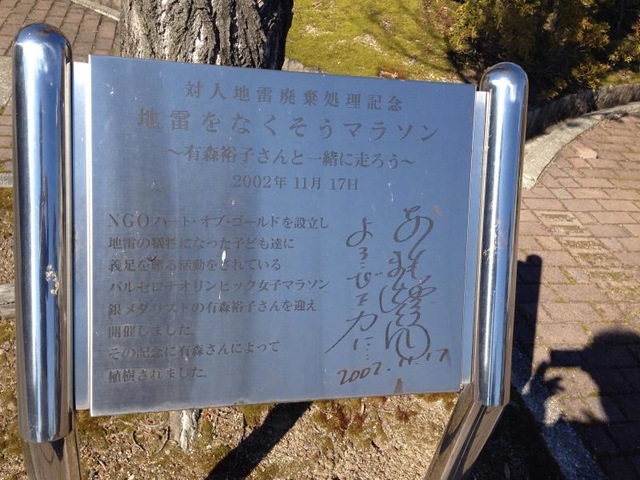 対人地雷廃棄処理記念
地雷をなくそうマラソン
～有森裕子さんと一緒に走ろう～
2002年 11月 17日
NGOハート・オブ・ゴールドを設立し
地雷の犠牲になった子ども達に
義足を贈る活動をされている
バルセロナオリンピック女子マラソン
銀メダリストの有森裕子さんを迎え
開催しました
その記念に有森さんによって
植樹されました
よろこびを力に…
2002. 11. 17